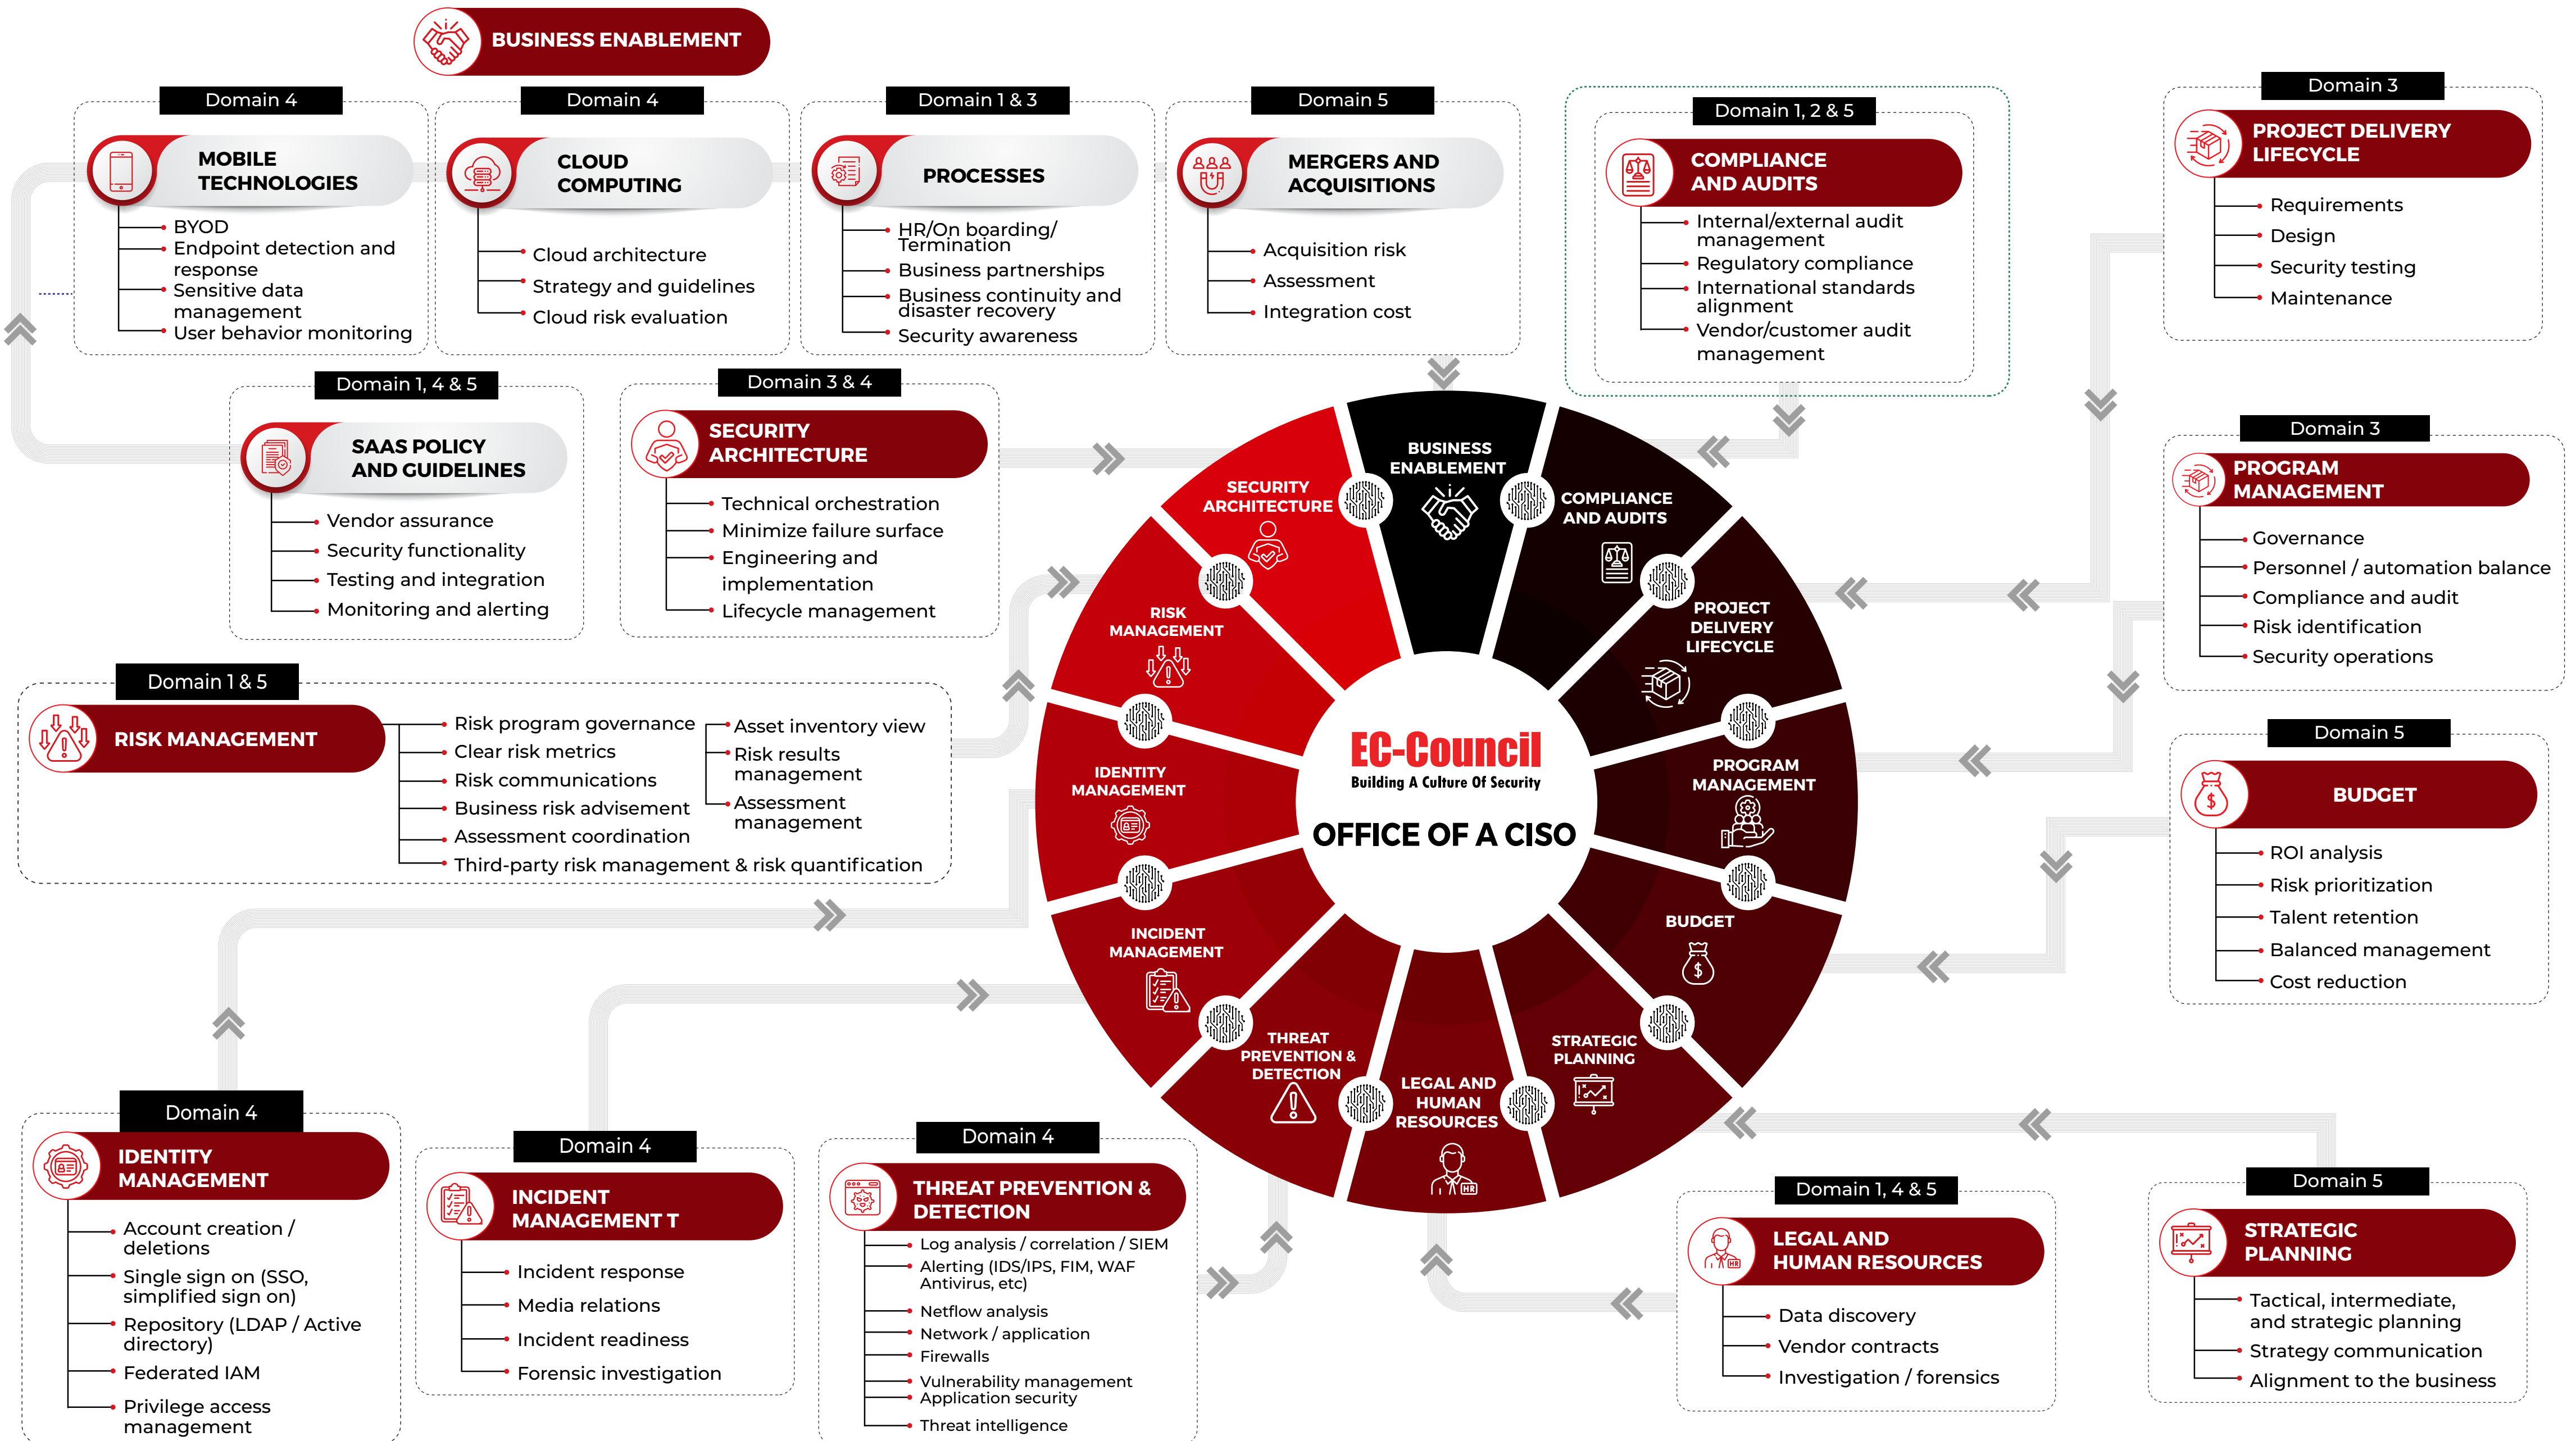 BUSINESS ENABLEMENT
Domain 4
MOBILE
TECHNOLOGIES
BYOD
Endpoint detection and
response
Sensitive data
management
User behavior monitoring
Domain 4
CLOUD
COMPUTING
Cloud architecture
Strategy and guidelines
Cloud risk evaluation
Domain 1 & 3
PROCESSES
HR/On boarding/
Termination
Business partnerships
Business continuity and
disaster recovery
Security awareness
Domain 5
MERGERS AND
ACQUISITIONS
Acquisition risk
Assessment
Integration cost
Domain 1, 2 & 5
COMPLIANCE
AND AUDITS
Internal/external audit
management
Regulatory compliance
International standards
alignment
Vendor/customer audit
management
Domain 3
PROJECT DELIVERY
LIFECYCLE
Requirements
Design
Security testing
Maintenance
Domain 1, 4 & 5
SAAS POLICY
AND GUIDELINES
Vendor assurance
Security functionality
Testing and integration
Monitoring and alerting
Domain 3 & 4
SECURITY
ARCHITECTURE
Technical orchestration
Minimize failure surface
Engineering and
implementation
Lifecycle management
Domain 3
PROGRAM
MANAGEMENT
Governance
Personnel / automation balance
Compliance and audit
Risk identification
Security operations
Domain 1 & 5
RISK MANAGEMENT
Risk program governance
Clear risk metrics
Risk communications
Business risk advisement
Assessment coordination
Third-party risk management & risk quantification
Asset inventory view
Risk results
management
Assessment
management
BUSINESS
ENABLEMENT
COMPLIANCE
AND AUDITS
PROJECT
DELIVERY
LIFECYCLE
PROGRAM
MANAGEMENT
BUDGET
$
STRATEGIC
PLANNING
LEGAL AND
HUMAN
RESOURCES
HR
THREAT
PREVENTION &
DETECTION
INCIDENT
MANAGEMENT
IDENTITY
MANAGEMENT
RISK
MANAGEMENT
SECURITY
ARCHITECTURE
EC-Council
Building A Culture Of Security
OFFICE OF A CISO
Domain 5
$
BUDGET
ROI analysis
Risk prioritization
Talent retention
Balanced management
Cost reduction
Domain 4
IDENTITY
MANAGEMENT
Account creation /
deletions
Single sign on (SSO,
simplified sign on)
Repository (LDAP / Active
directory)
Federated IAM
Privilege access
management
Domain 4
INCIDENT
MANAGEMENT T
Incident response
Media relations
Incident readiness
Forensic investigation
Domain 4
THREAT PREVENTION &
DETECTION
Log analysis / correlation / SIEM
Alerting (IDS/IPS, FIM, WAF
Antivirus, etc)
Netflow analysis
Network / application
Firewalls
Vulnerability management
Application security
Threat intelligence
Domain 1, 4 & 5
HR
LEGAL AND
HUMAN RESOURCES
Data discovery
Vendor contracts
Investigation / forensics
Domain 5
STRATEGIC
PLANNING
Tactical, intermediate,
and strategic planning
Strategy communication
Alignment to the business